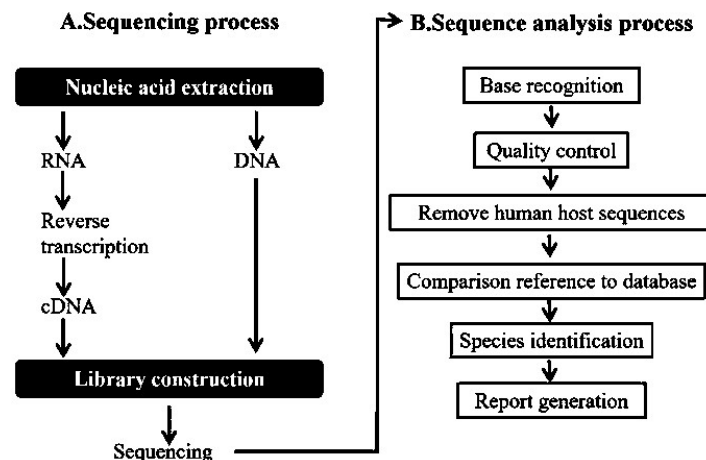 A.Sequencing process
Nucleic acid extraction
RNA
DNA
Reverse
transcription
cDNA
Library construction
Sequencing
B.Sequence analysis process
Base recognition
Quality control
Remove human host sequences
Comparison reference to database
Species identification
Report generation